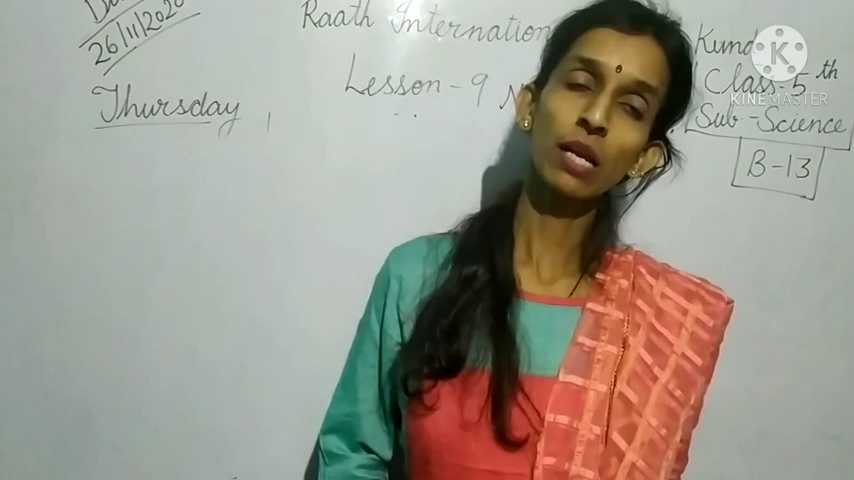 26/11/2020
Raath Internation
Kund
Thursday
Lesson-9
Class-5th
KINEMASTER
Sub-Science
B-13